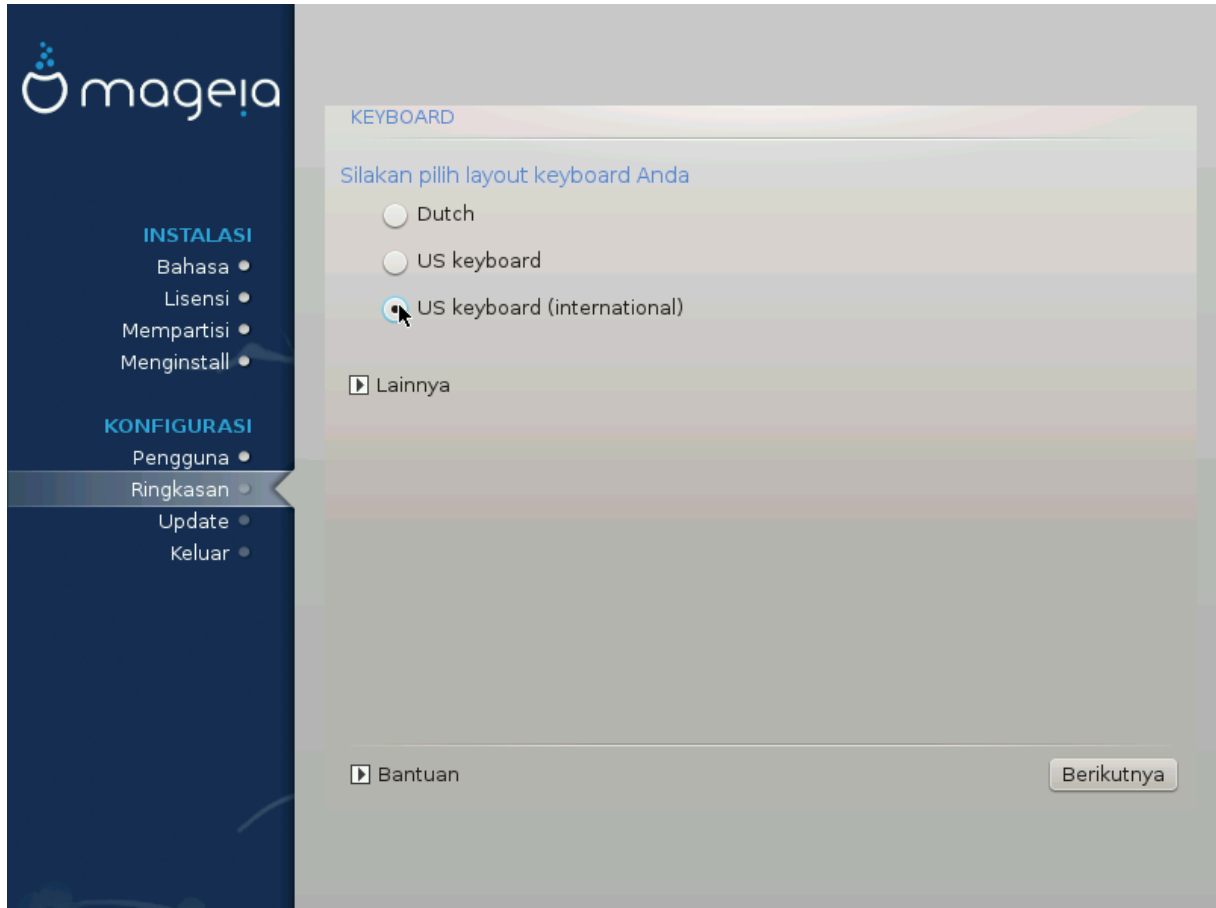 mageia
INSTALASI
Bahasa
Lisensi
Mempartisi
Menginstall
KONFIGURASI
Pengguna
Ringkasan
Update
Keluar
KEYBOARD
Silakan pilih layout keyboard Anda
Dutch
US keyboard
US keyboard (international)
Lainnya
Bantuan
Berikutnya